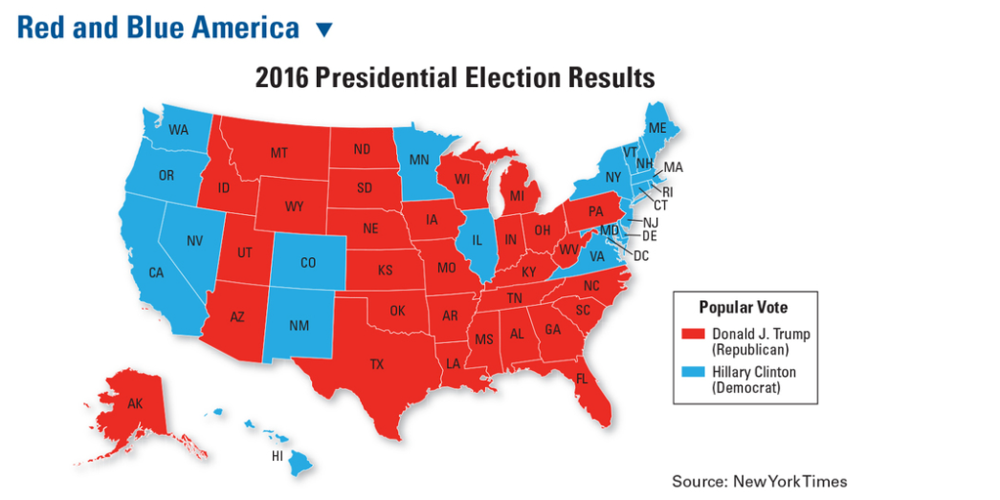 Red and Blue America ▼
2016 Presidential Election Results
WA
ME
MT
ND
MN
VT
NH
OR
ID
SD
WI
NY
MA
MI
RI
WY
CT
PA
IA
NJ
NE
NV
OH
MD
DE
IL
IN
UT
CO
WV
VA
DC
CA
KS
MO
KY
NC
TN
OK
SC
AZ
NM
AR
MS
AL
GA
TX
LA
FL
AK
HI
Popular Vote
Donald J. Trump
(Republican)
Hillary Clinton
(Democrat)
Source: New York Times